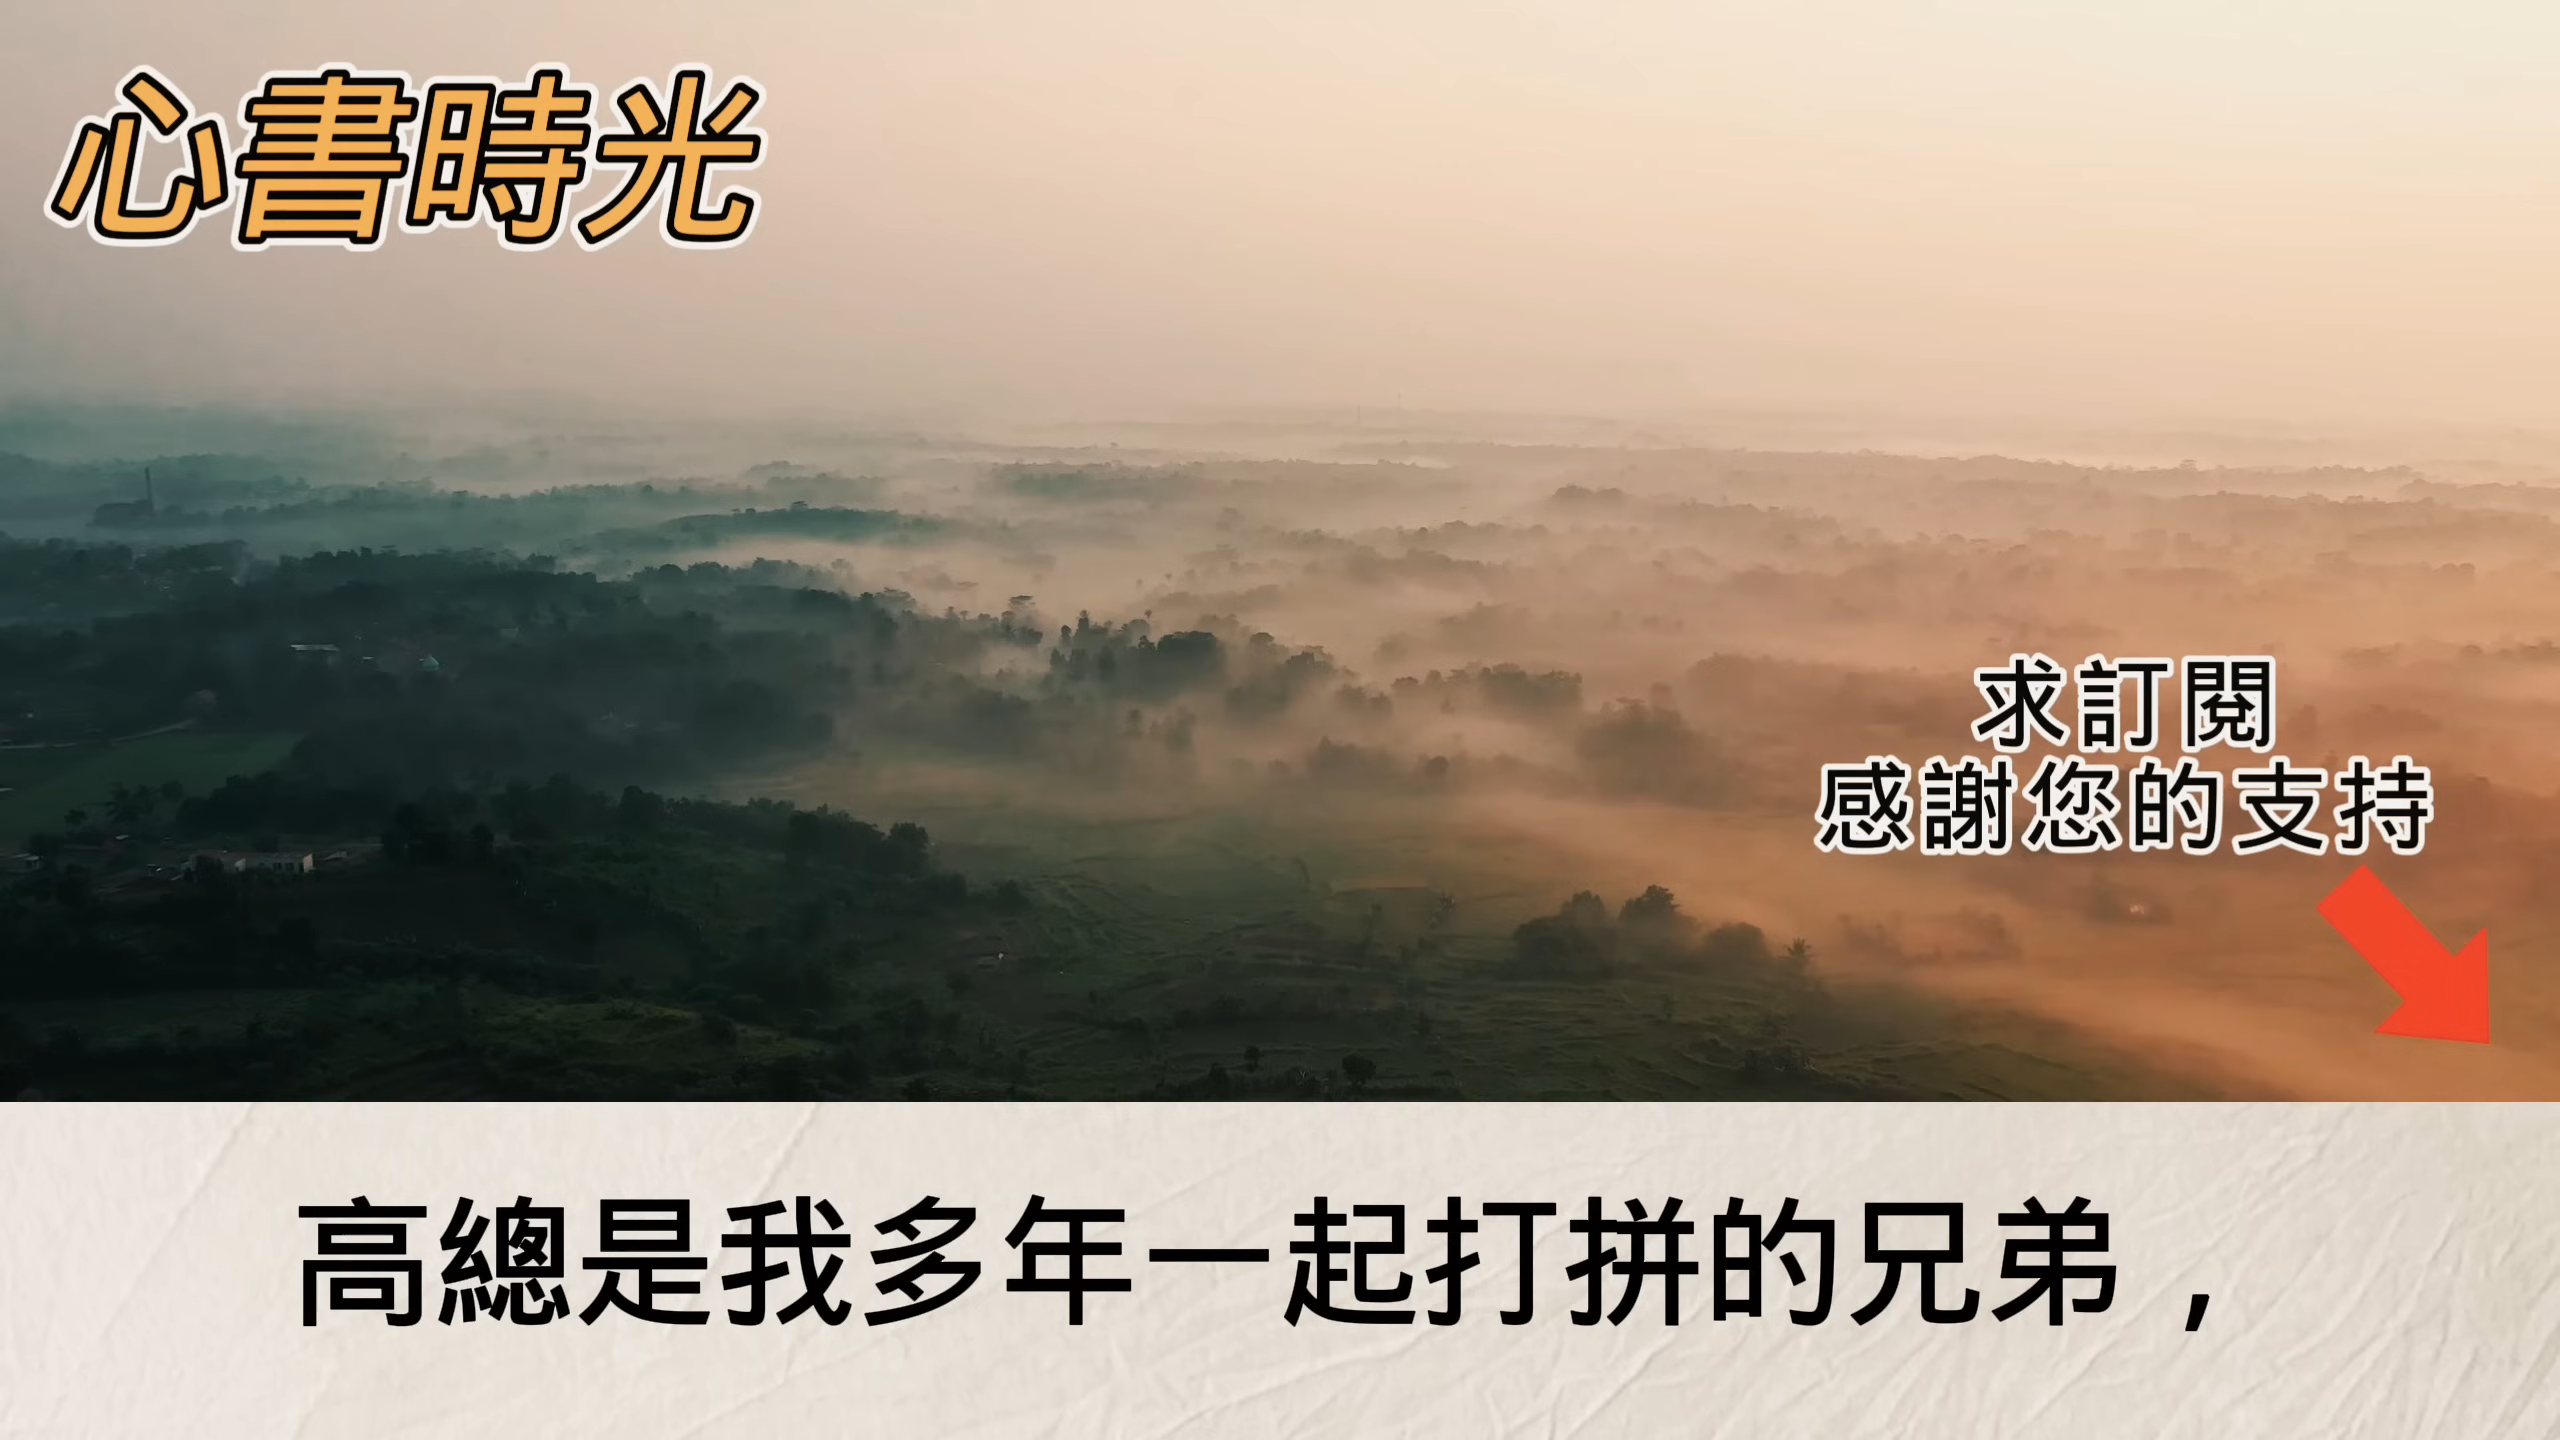 心書時光
求訂閱
感謝您的支持
高總是我多年一起打拼的兄弟，